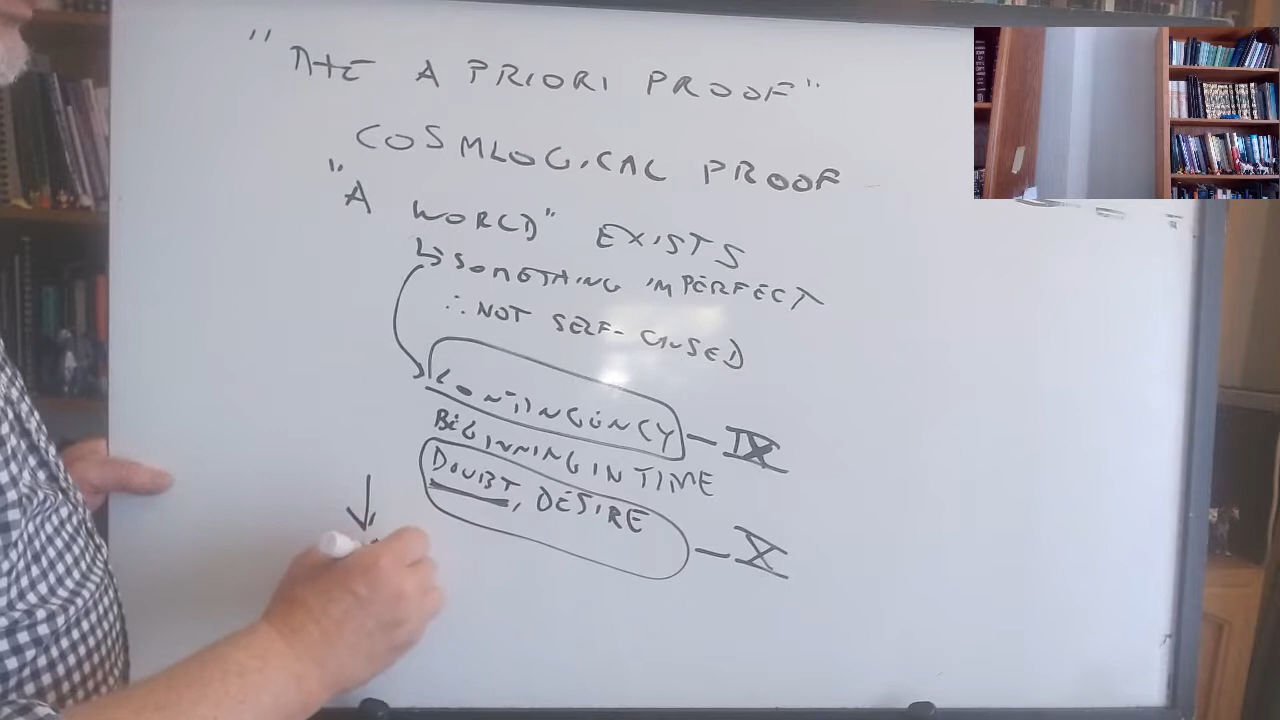 "THE A PRIORI PROOF"
COSMLOGICAL PROOF
"A WORLD" EXISTS
↳ SOMETHING IMPERFECT
∴ NOT SELF-CAUSED
CONTINGENCY — IX
BEGINNING IN TIME
DOUBT, DESIRE — X